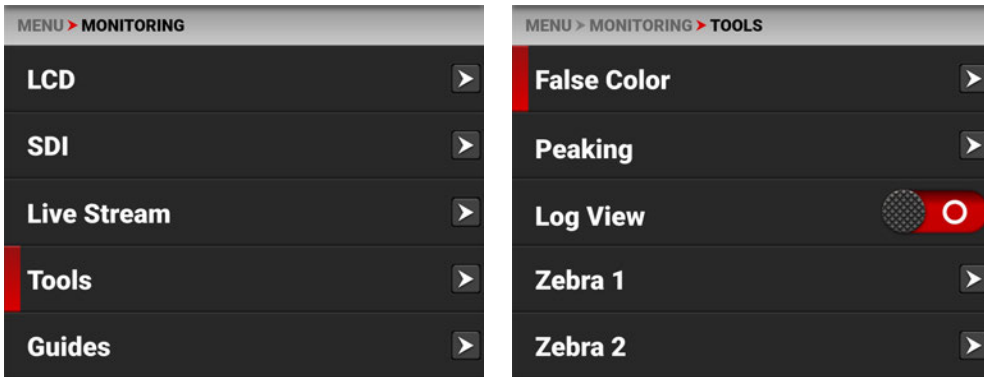 MENU > MONITORING
LCD
SDI
Live Stream
Tools
Guides
MENU > MONITORING > TOOLS
False Color
Peaking
Log View
Zebra 1
Zebra 2